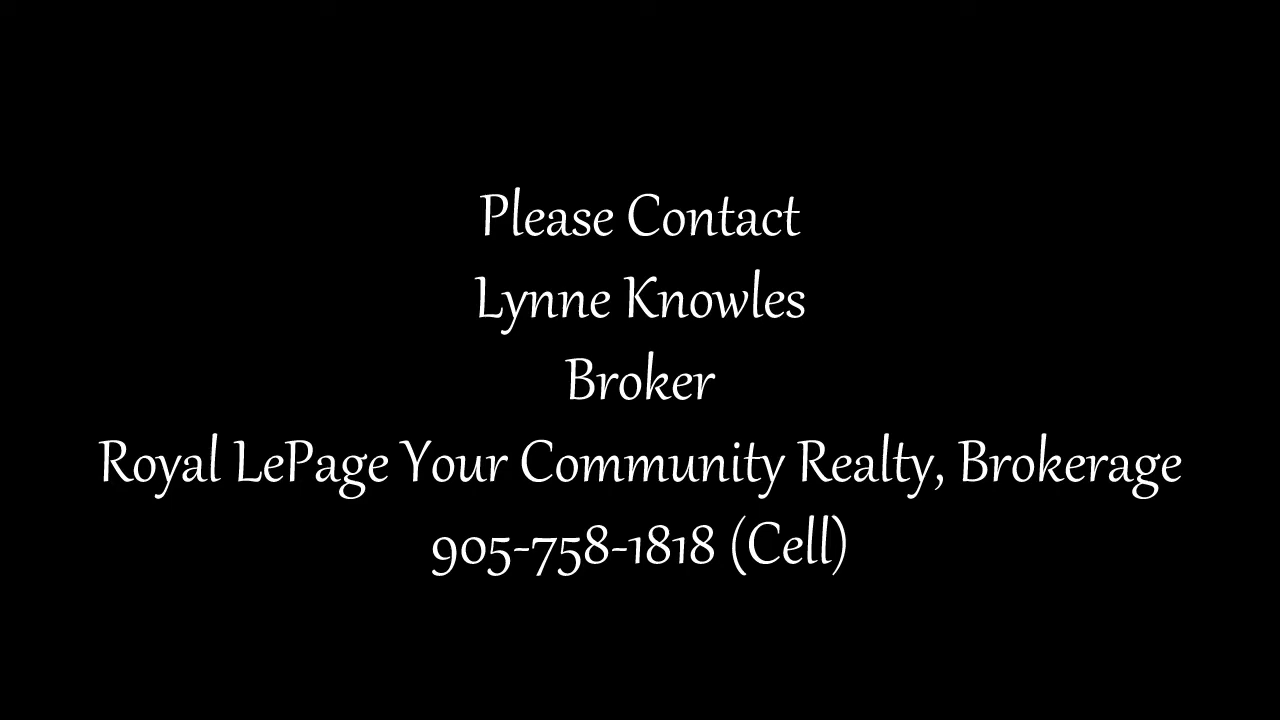 Please Contact
Lynne Knowles
Broker
Royal LePage Your Community Realty, Brokerage
905-758-1818 (Cell)